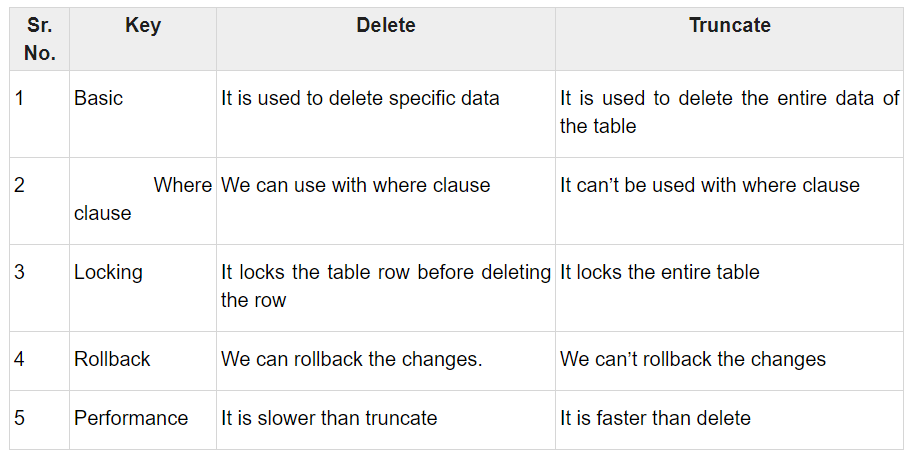 Sr. No. Key Delete Truncate
1 Basic It is used to delete specific data It is used to delete the entire data of the table
2 Where clause We can use with where clause It can’t be used with where clause
3 Locking It locks the table row before deleting the row It locks the entire table
4 Rollback We can rollback the changes. We can’t rollback the changes
5 Performance It is slower than truncate It is faster than delete